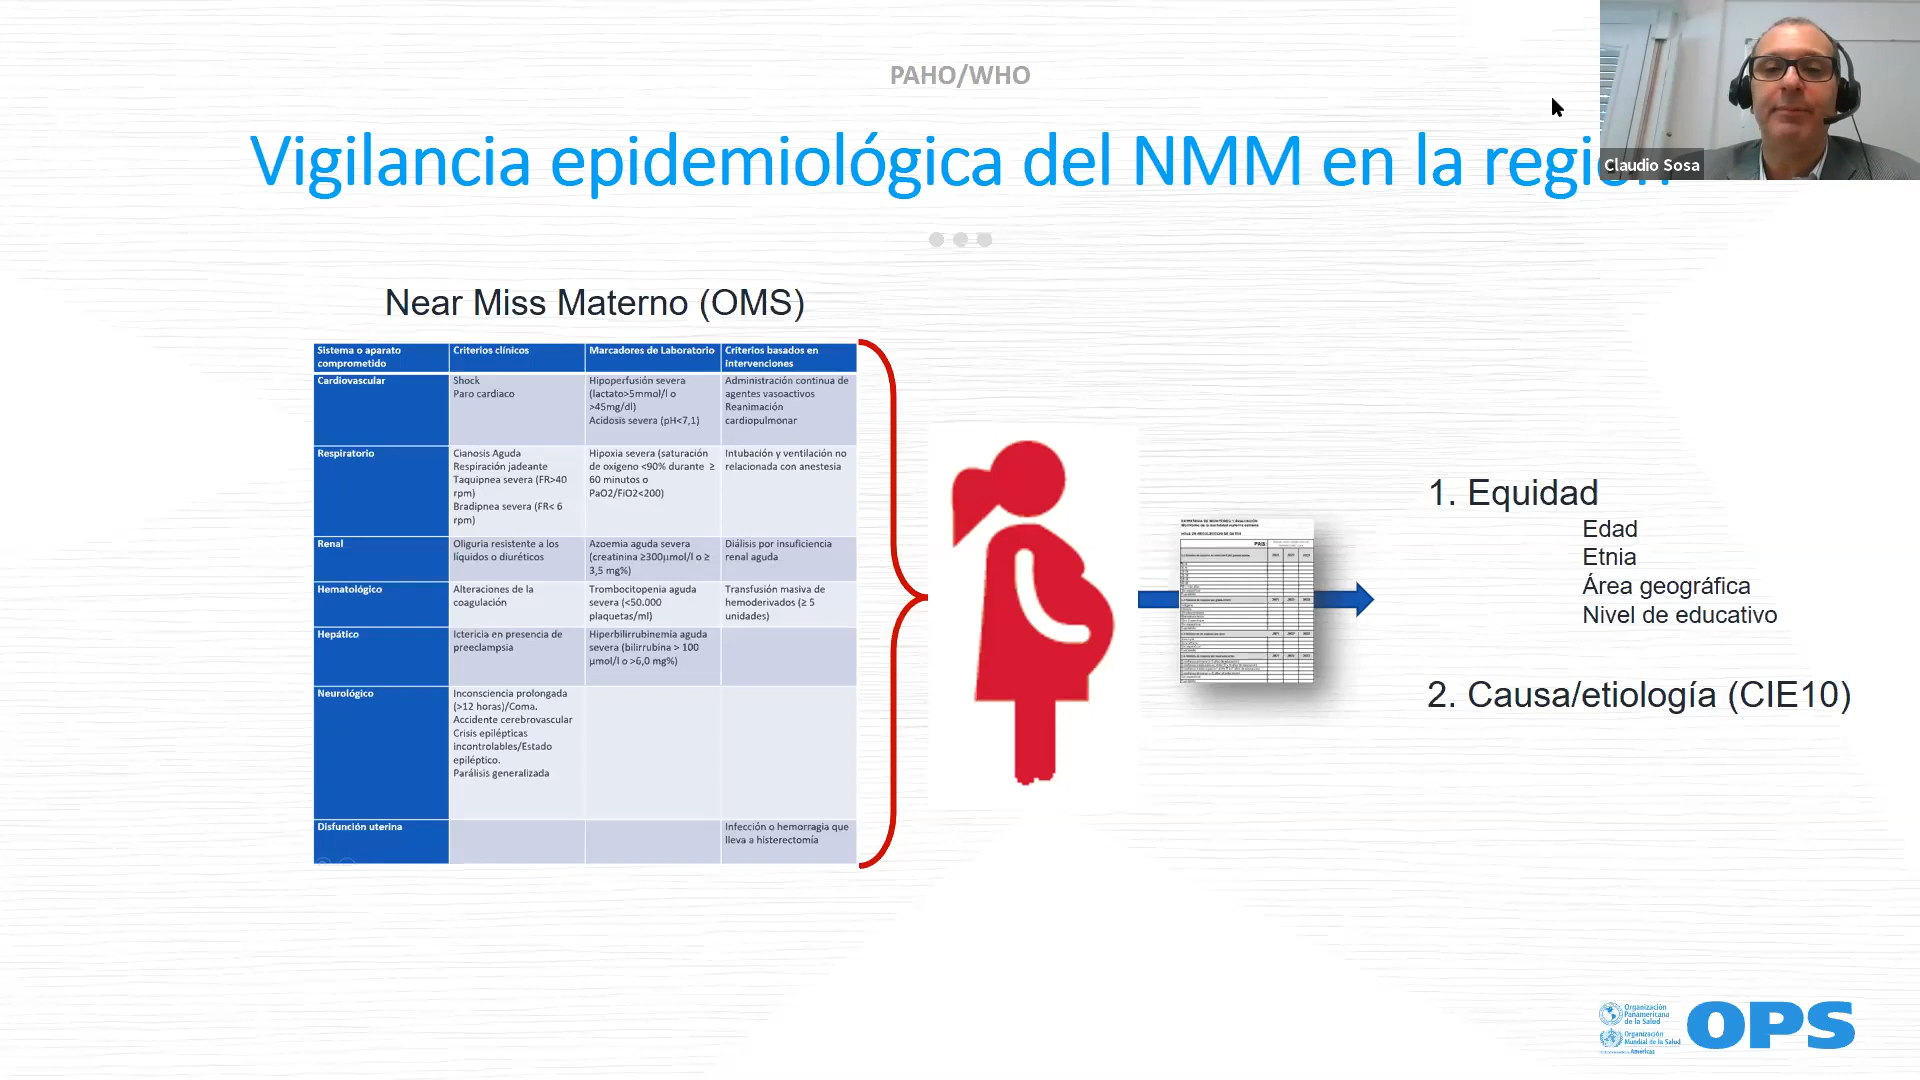 PAHO/WHO
Vigilancia epidemiológica del NMM en la regi
Claudio Sosa
Near Miss Materno (OMS)
Sistema o aparato comprometido
Criterios clínicos
Marcadores de Laboratorio
Criterios basados en intervenciones
Cardiovascular
Shock
Paro cardiaco
Hipoperfusión severa
(lactato>5mmol/l o
>45mg/dl)
Acidosis severa (pH<7,1)
Administración continua de
agentes vasoactivos
Reanimación
cardiopulmonar
Respiratorio
Cianosis Aguda
Respiración jadeante
Taquipnea severa (FR>40
rpm)
Bradipnea severa (FR< 6
rpm)
Hipoxia severa (saturación
de oxigeno <90% durante ≥
60 minutos o
PaO2/FiO2<200)
Intubación y ventilación no
relacionada con anestesia
Renal
Oliguria resistente a los
líquidos o diuréticos
Azoemia aguda severa
(creatinina ≥300μmol/l o ≥
3,5 mg%)
Diálisis por insuficiencia
renal aguda
Hematológico
Alteraciones de la
coagulación
Trombocitopenia aguda
severa (<50.000
plaquetas/ml)
Transfusión masiva de
hemoderivados (≥ 5
unidades)
Hepático
Ictericia en presencia de
preeclampsia
Hiperbilirrubinemia aguda
severa (bilirrubina > 100
μmol/l o >6,0 mg%)
Neurológico
Inconsciencia prolongada
(>12 horas)/Coma.
Accidente cerebrovascular
Crisis epilépticas
incontrolables/Estado
epiléptico.
Parálisis generalizada
Disfunción uterina
Infección o hemorragia que
lleva a histerectomía
PAIS:
1. Equidad
Edad
Etnia
Área geográfica
Nivel de educativo
2. Causa/etiología (CIE10)
Organización
Panamericana
de la Salud
Organización
Mundial de la Salud
Américas
OPS